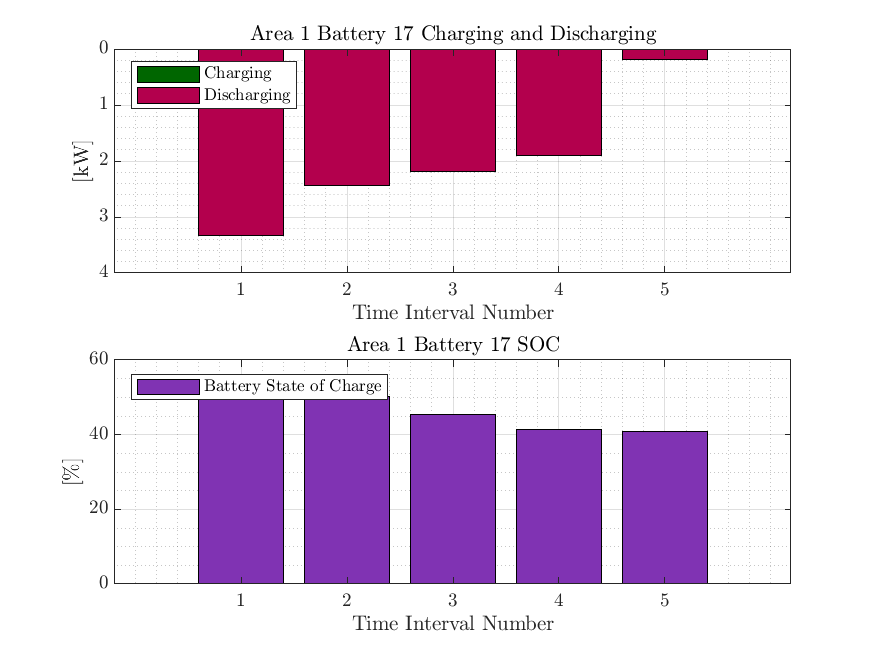 Area 1 Battery 17 Charging and Discharging
0
1
2
3
4
[kW]
Charging
Discharging
1 2 3 4 5
Time Interval Number
Area 1 Battery 17 SOC
60
40
20
0
[%]
Battery State of Charge
1 2 3 4 5
Time Interval Number